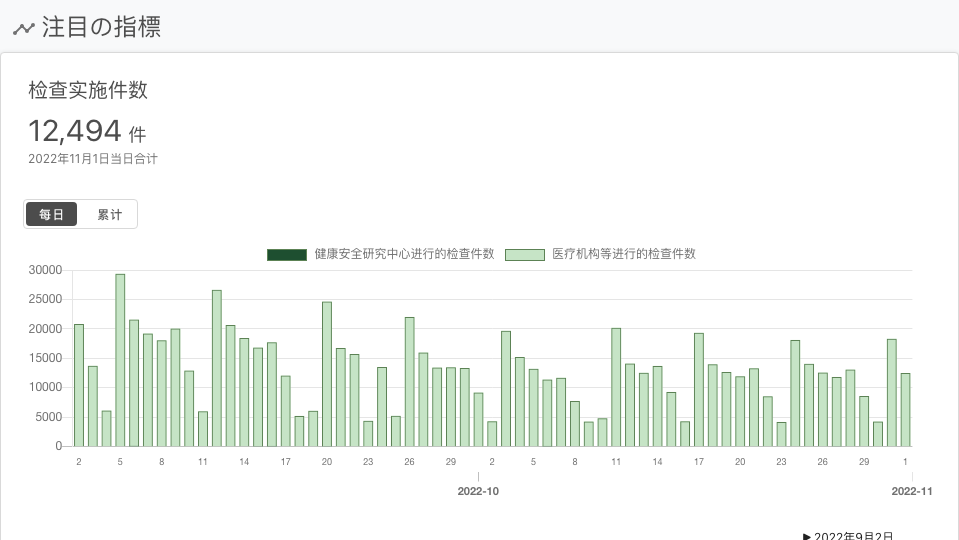 注目の指標
检查实施件数
12,494 件
2022年11月1日当日合计
每日 累计
健康安全研究中心进行的检查件数 医疗机构等进行的检查件数
30000
25000
20000
15000
10000
5000
0
2 5 8 11 14 17 20 23 26 29 2 5 8 11 14 17 20 23 26 29 1
2022-10 2022-11
▶ 2022年9月2日